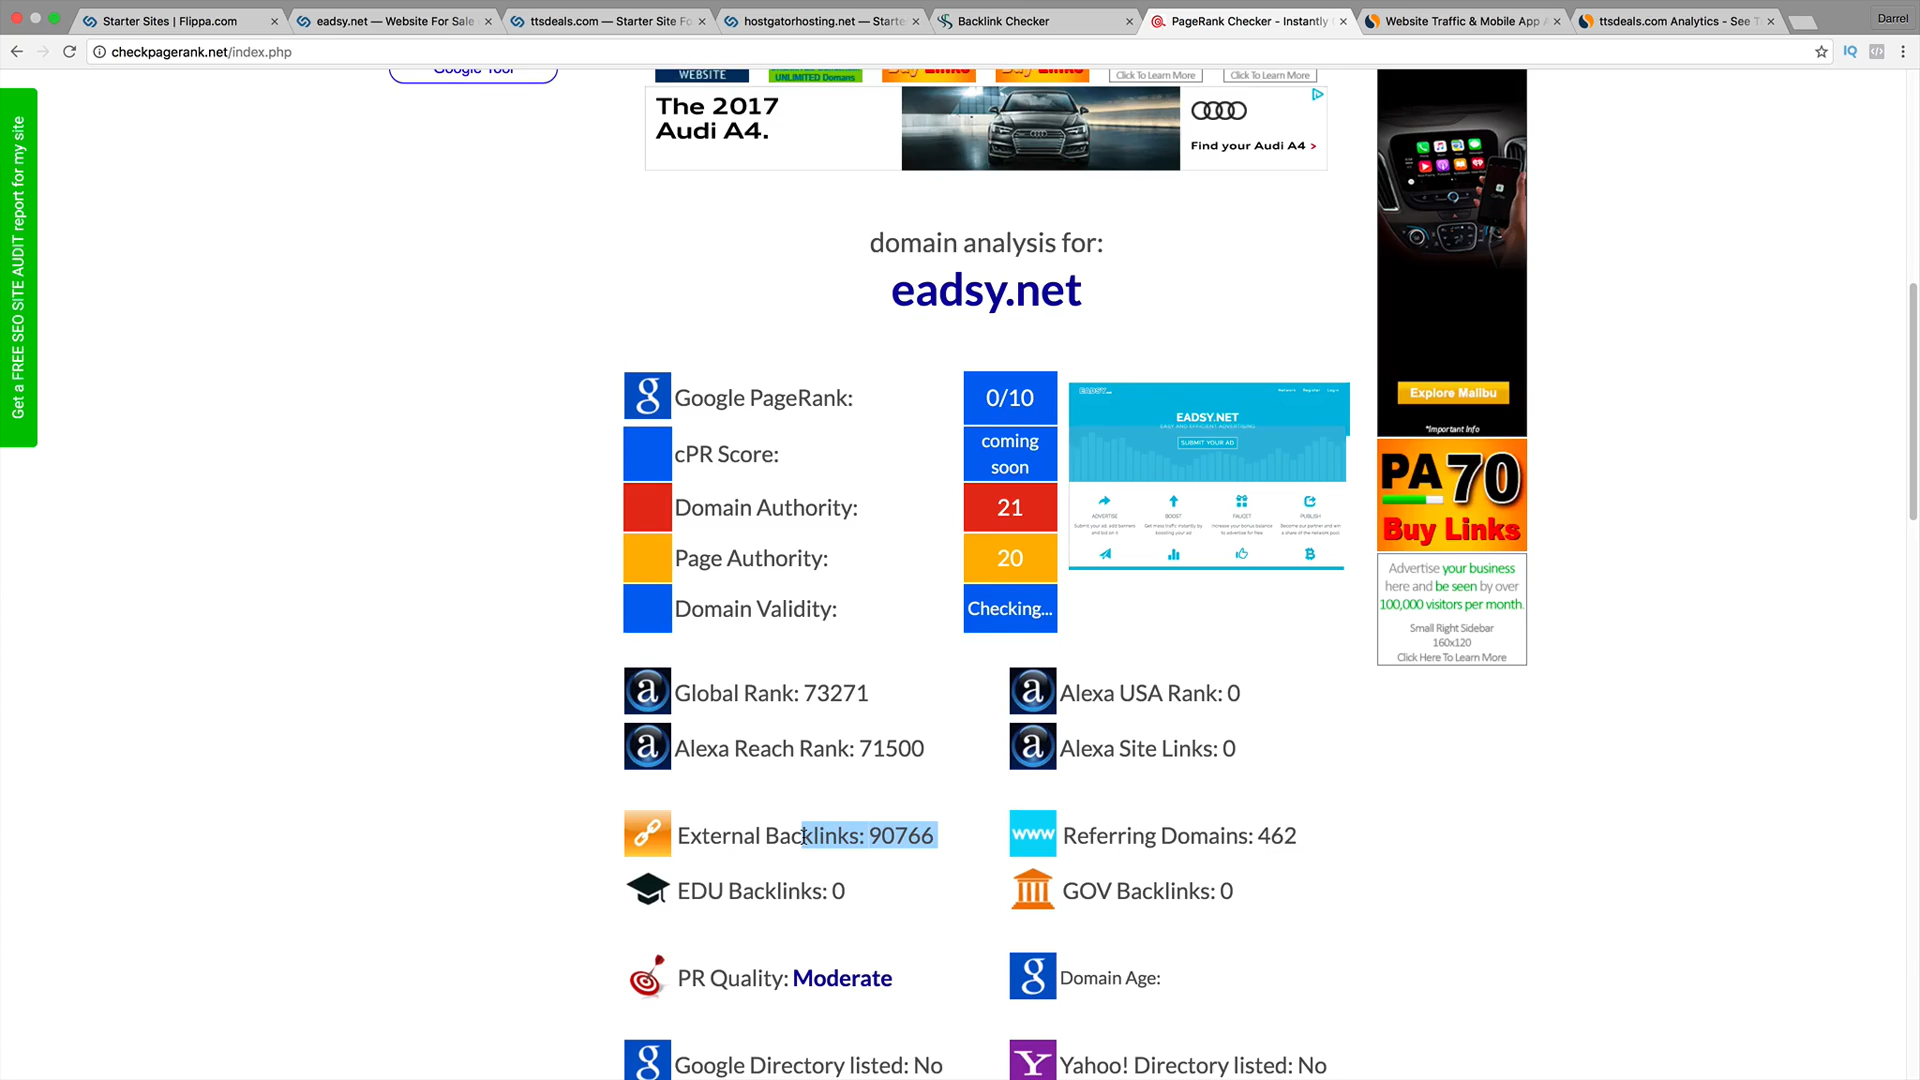 Starter Sites | Flippa.com
eadsy.net — Website For Sale
ttsdeals.com — Starter Site Fo
hostgatorhosting.net — Starte
Backlink Checker
PageRank Checker - Instantly
Website Traffic & Mobile App
ttsdeals.com Analytics - See T
Darrel
checkpagerank.net/index.php
Google Tool
WEBSITE
UNLIMITED Domans
Buy Links
Buy Links
Click To Learn More
Click To Learn More
Get a FREE SEO SITE AUDIT report for my site
The 2017
Audi A4.
Find your Audi A4 >
domain analysis for:
eadsy.net
Google PageRank:
0/10
cPR Score:
coming
soon
Domain Authority:
21
Page Authority:
20
Domain Validity:
Checking...
EADSY.NET
EASY AND EFFICIENT ADVERTISING
SUBMIT YOUR AD
ADVERTISE
BOOST
FAUCET
PUBLISH
Explore Malibu
*Important Info
PA 70
Buy Links
Advertise your business
here and be seen by over
100,000 visitors per month.
Small Right Sidebar
160x120
Click Here To Learn More
Global Rank: 73271
Alexa USA Rank: 0
Alexa Reach Rank: 71500
Alexa Site Links: 0
External Backlinks: 90766
www
Referring Domains: 462
EDU Backlinks: 0
GOV Backlinks: 0
PR Quality: Moderate
Domain Age:
Google Directory listed: No
Yahoo! Directory listed: No